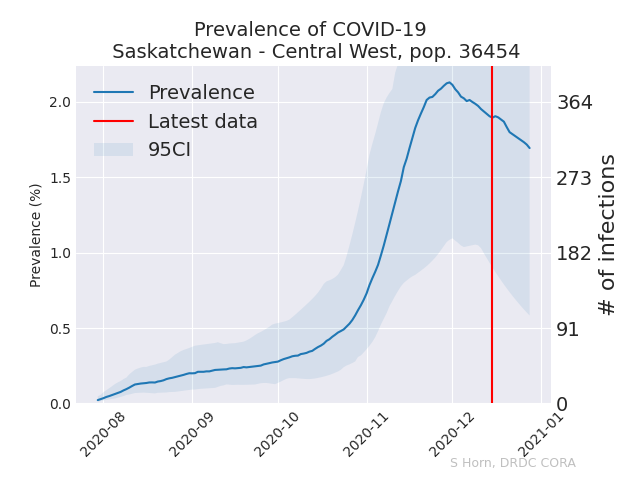 Prevalence of COVID-19
Saskatchewan - Central West, pop. 36454
Prevalence
Latest data
95CI
Prevalence (%)
2.0
1.5
1.0
0.5
0.0
364
273
182
91
0
# of infections
2020-08
2020-09
2020-10
2020-11
2020-12
2021-01
S Horn, DRDC CORA